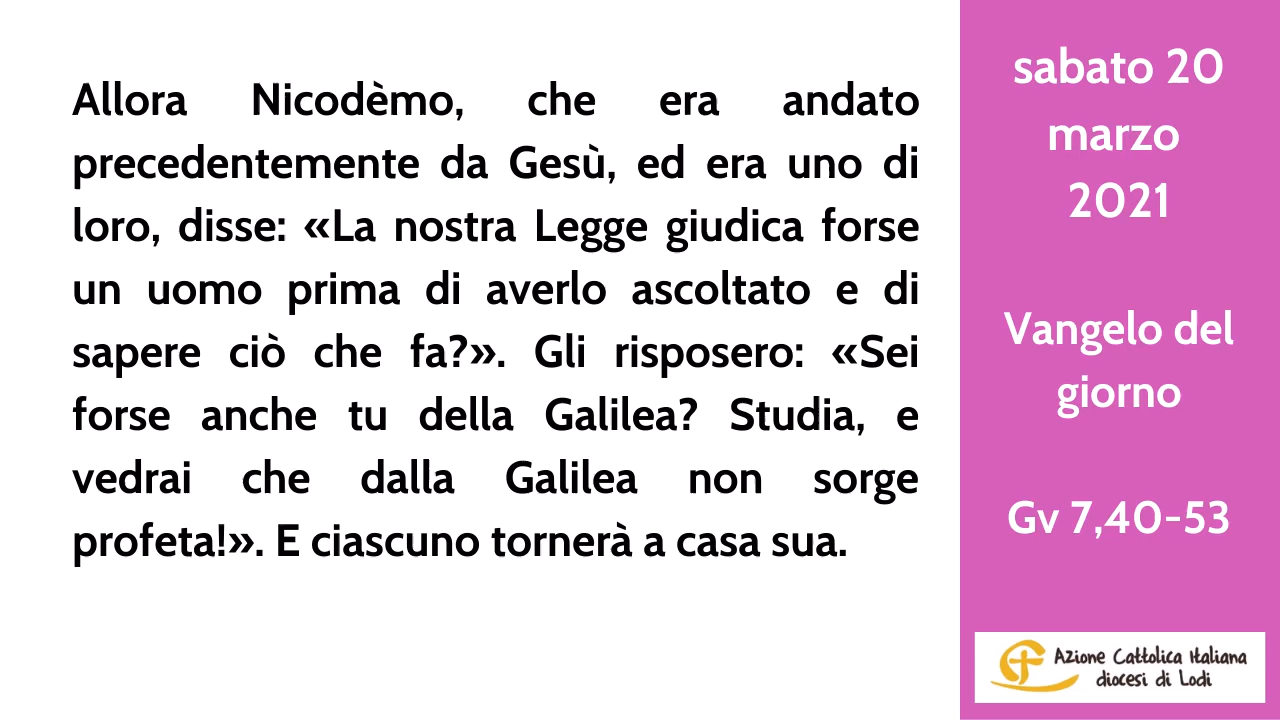 Allora Nicodèmo, che era andato
precedentemente da Gesù, ed era uno di
loro, disse: «La nostra Legge giudica forse
un uomo prima di averlo ascoltato e di
sapere ciò che fa?». Gli risposero: «Sei
forse anche tu della Galilea? Studia, e
vedrai che dalla Galilea non sorge
profeta!». E ciascuno tornerà a casa sua.
sabato 20
marzo
2021
Vangelo del
giorno
Gv 7,40-53
Azione Cattolica Italiana
diocesi di Lodi